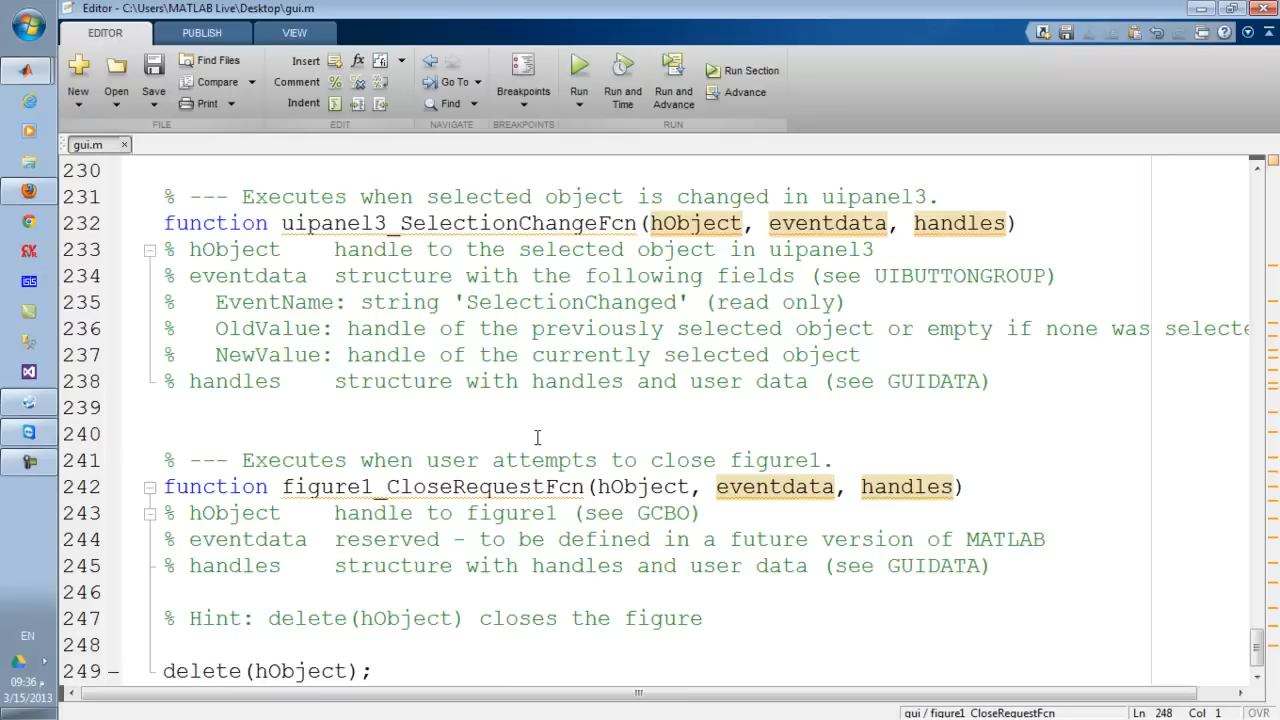 Editor - C:\Users\MATLAB Live\Desktop\gui.m
EDITOR PUBLISH VIEW
New
Open
Save
Find Files
Compare
Print
Insert
Comment
Indent
Go To
Find
Breakpoints
Run
Run and Time
Run and Advance
Run Section
Advance
FILE EDIT NAVIGATE BREAKPOINTS RUN
gui.m ×
230
231 % --- Executes when selected object is changed in uipanel3.
232 function uipanel3_SelectionChangeFcn(hObject, eventdata, handles)
233 % hObject    handle to the selected object in uipanel3
234 % eventdata  structure with the following fields (see UIBUTTONGROUP)
235 %   EventName: string 'SelectionChanged' (read only)
236 %   OldValue: handle of the previously selected object or empty if none was selecte
237 %   NewValue: handle of the currently selected object
238 % handles    structure with handles and user data (see GUIDATA)
239
240
241 % --- Executes when user attempts to close figure1.
242 function figure1_CloseRequestFcn(hObject, eventdata, handles)
243 % hObject    handle to figure1 (see GCBO)
244 % eventdata  reserved - to be defined in a future version of MATLAB
245 % handles    structure with handles and user data (see GUIDATA)
246
247 % Hint: delete(hObject) closes the figure
248
249 delete(hObject);
EN
09:36 م
3/15/2013
gui / figure1_CloseRequestFcn Ln 248 Col 1 OVR